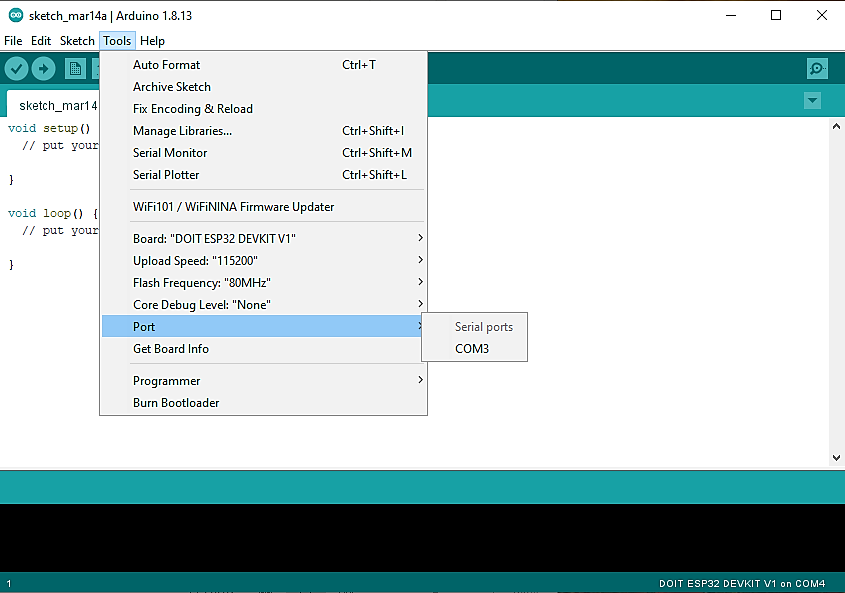 sketch_mar14a | Arduino 1.8.13
File Edit Sketch Tools Help
sketch_mar14
void setup()
// put your
}
void loop() {
// put your
}
Auto Format Ctrl+T
Archive Sketch
Fix Encoding & Reload
Manage Libraries... Ctrl+Shift+I
Serial Monitor Ctrl+Shift+M
Serial Plotter Ctrl+Shift+L
WiFi101 / WiFiNINA Firmware Updater
Board: "DOIT ESP32 DEVKIT V1"
Upload Speed: "115200"
Flash Frequency: "80MHz"
Core Debug Level: "None"
Port
Get Board Info
Programmer
Burn Bootloader
Serial ports
COM3
1
DOIT ESP32 DEVKIT V1 on COM4